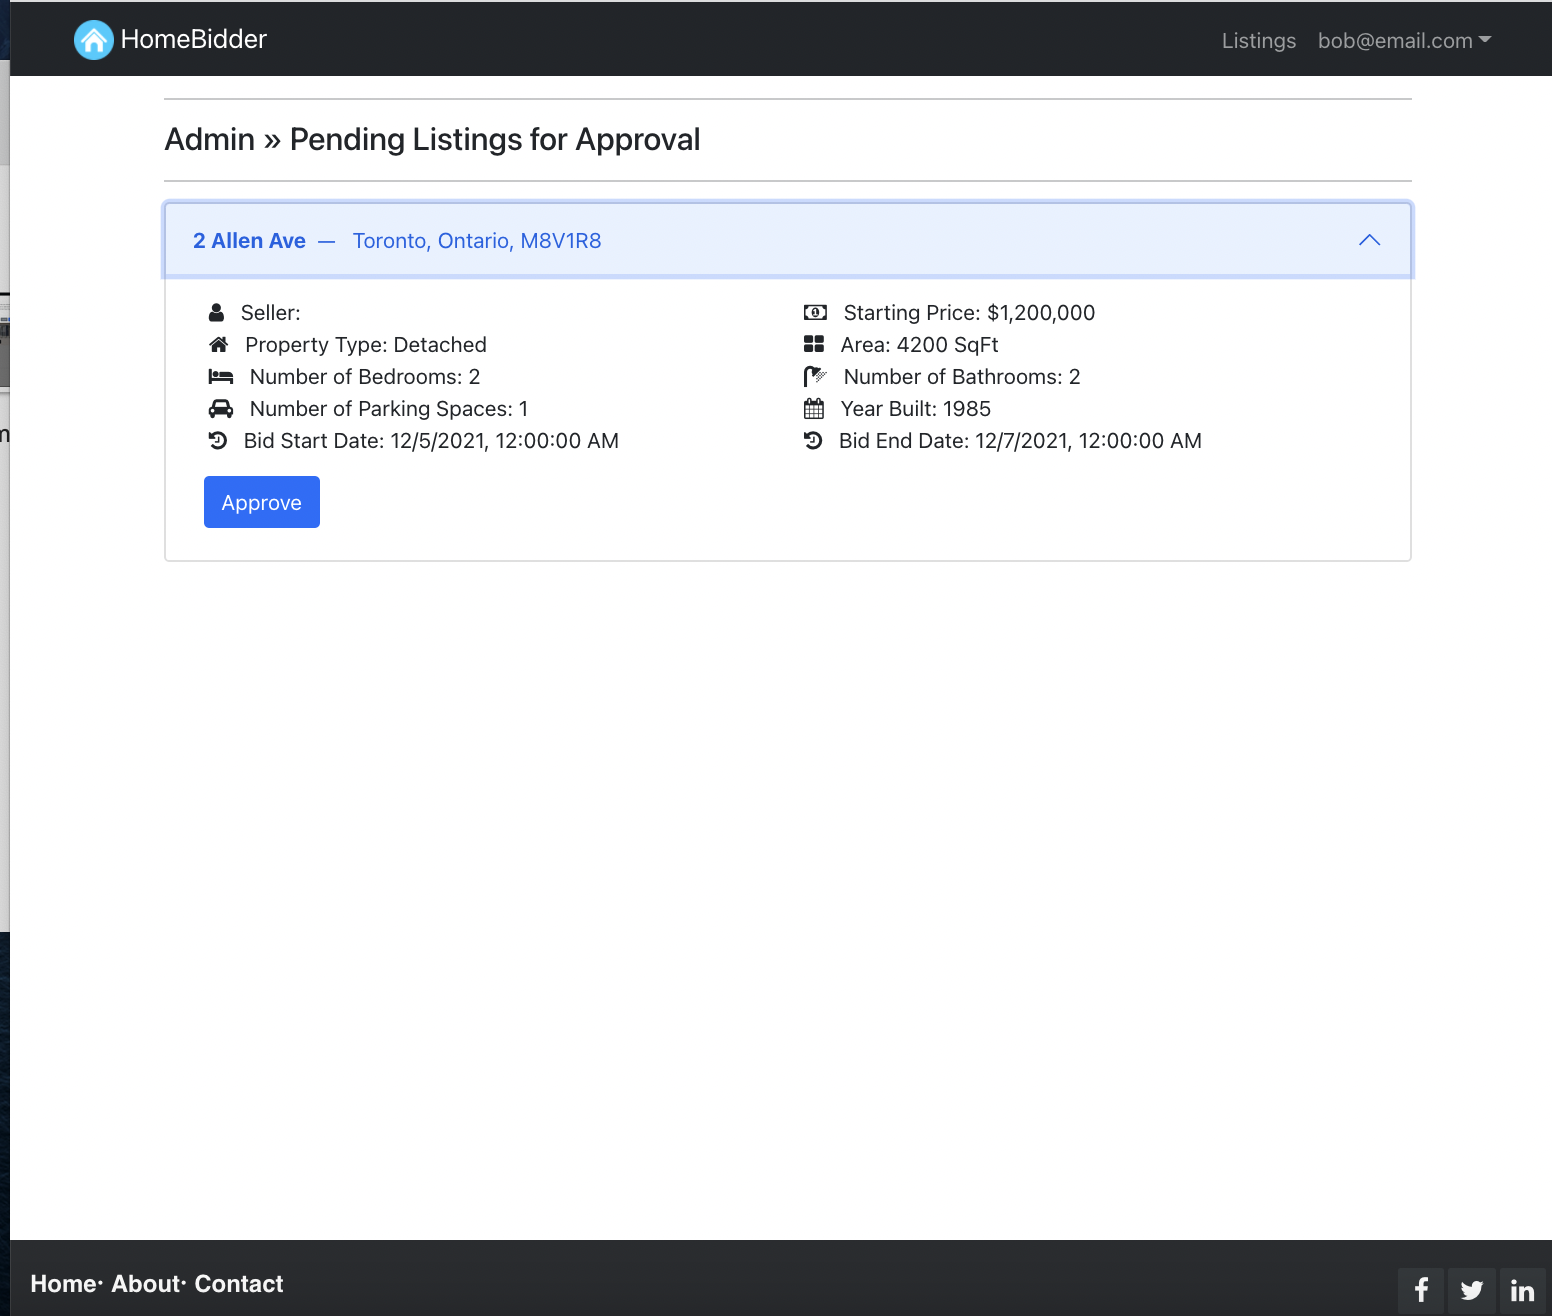 HomeBidder
Listings bob@email.com
Admin » Pending Listings for Approval
2 Allen Ave — Toronto, Ontario, M8V1R8
Seller:
Starting Price: $1,200,000
Property Type: Detached
Area: 4200 SqFt
Number of Bedrooms: 2
Number of Bathrooms: 2
Number of Parking Spaces: 1
Year Built: 1985
Bid Start Date: 12/5/2021, 12:00:00 AM
Bid End Date: 12/7/2021, 12:00:00 AM
Approve
Home· About· Contact